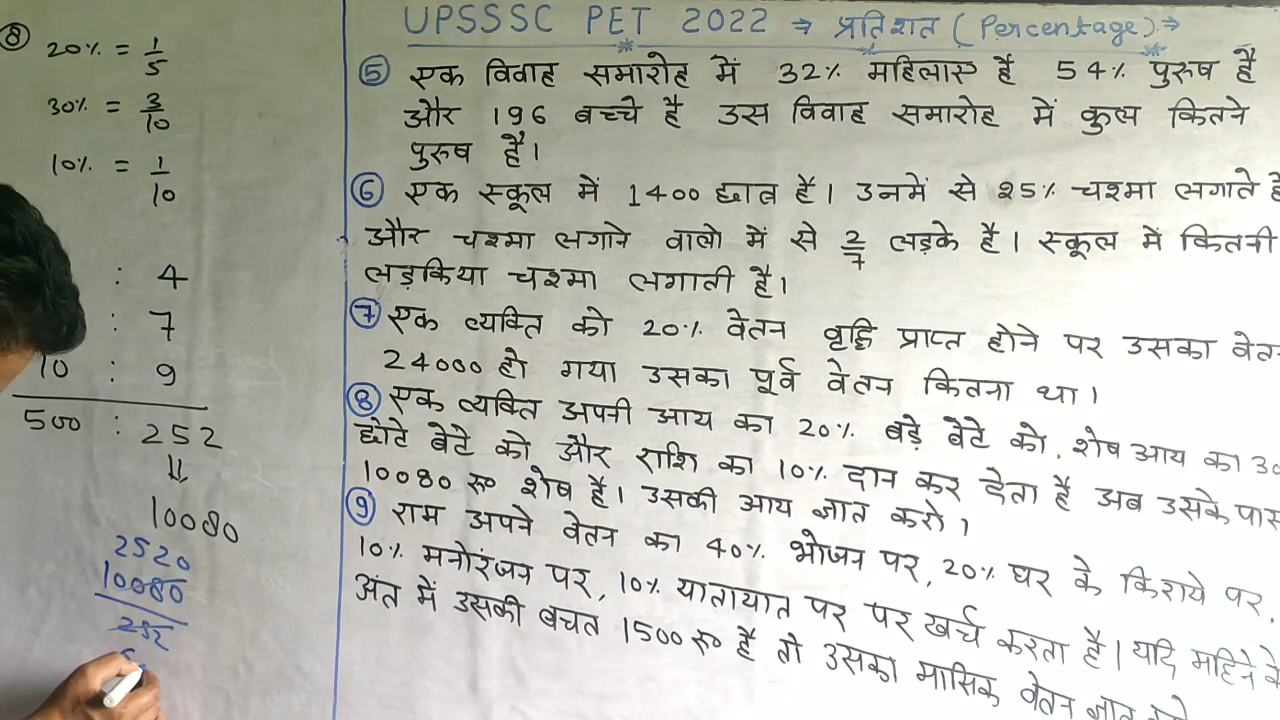 UPSSSC PET 2022 ⇒ प्रतिशत (Percentage) ⇒
⑧ 20% = 1/5
30% = 3/10
10% = 1/10
: 4
: 7
10 : 9
500 : 252
⇓
10080
2520
10080
252
⑤ एक विवाह समारोह में 32% महिलाए है 54% पुरुष है
और 196 बच्चे है उस विवाह समारोह में कुल कितने
पुरुष है।
⑥ एक स्कूल में 1400 छात्र है। उनमें से 25% चश्मा लगाते है
और चश्मा लगाने वालो में से 2/7 लड़के है। स्कूल में कितनी
लड़किया चश्मा लगाती है।
⑦ एक व्यक्ति को 20% वेतन वृद्धि प्राप्त होने पर उसका वेतन
24000 हो गया उसका पूर्व वेतन कितना था।
⑧ एक व्यक्ति अपनी आय का 20% बड़े बेटे को, शेष आय का 30
छोटे बेटे को और राशि का 10% दान कर देता है अब उसके पास
10080 रू० शेष है। उसकी आय ज्ञात करो।
⑨ राम अपने वेतन का 40% भोजन पर, 20% घर के किराये पर,
10% मनोरंजन पर, 10% यातायात पर पर खर्च करता है। यदि महिने के
अंत में उसकी बचत 1500 रू० है तो उसका मासिक वेतन ज्ञात